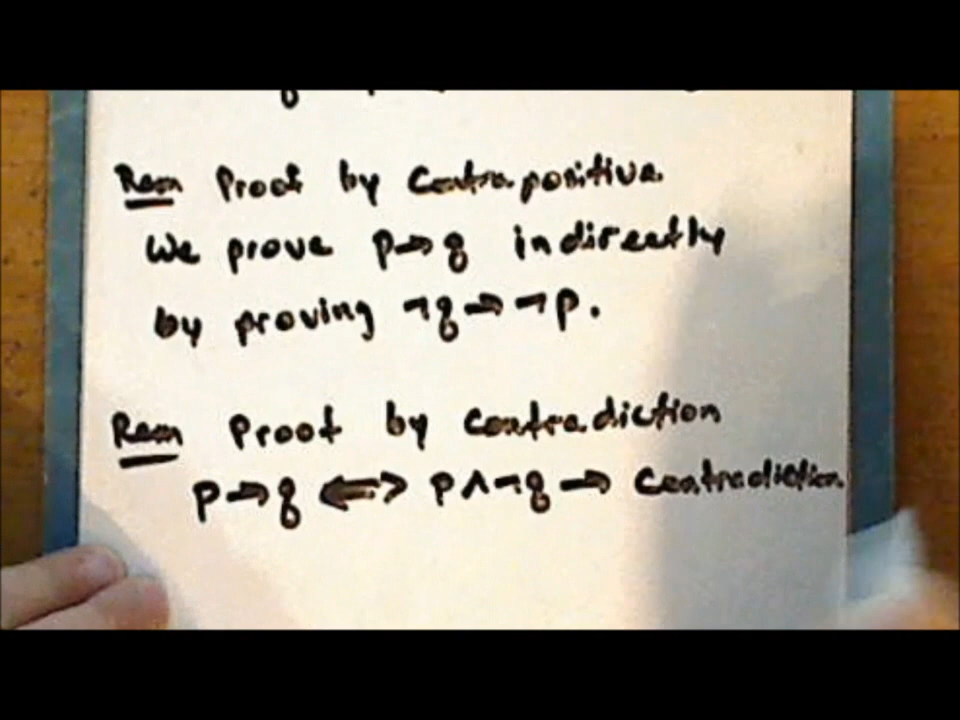 Rem Proof by Contrapositive.
We prove p→q indirectly
by proving ¬q→¬p.
Rem Proof by Contradiction
p→q ⟺ p∧¬q → Contradiction.